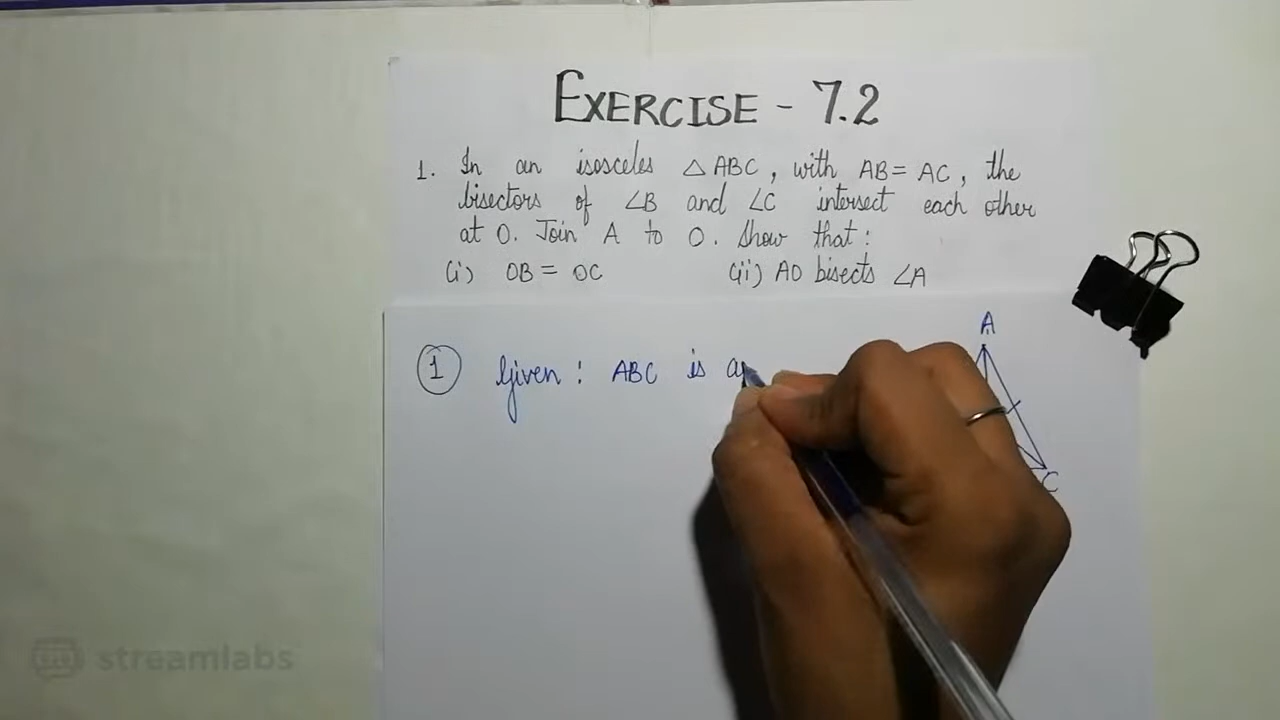 EXERCISE - 7.2
1. In an isosceles △ABC, with AB = AC, the
bisectors of ∠B and ∠C intersect each other
at O. Join A to O. Show that:
(i) OB = OC (ii) AO bisects ∠A
A
1 Given: ABC is an
C
streamlabs